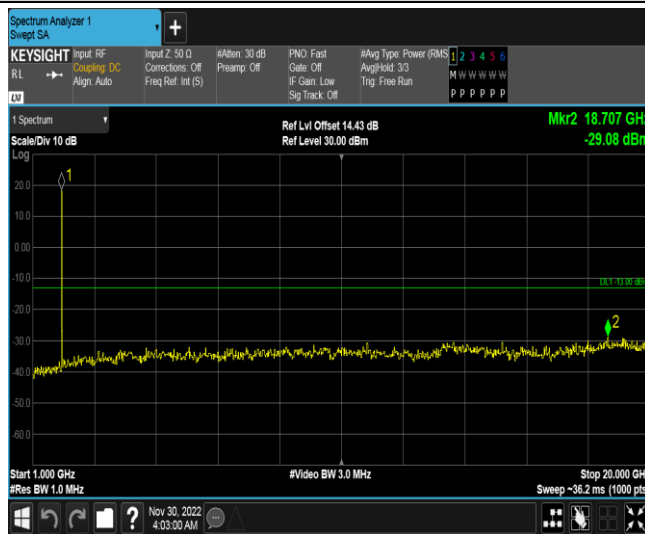 Spectrum Analyzer 1
Swept SA
+
KEYSIGHT
RL
LXI
Input: RF
Coupling: DC
Align: Auto
Input Z: 50 Ω
Corrections: Off
Freq Ref: Int (S)
#Atten: 30 dB
Preamp: Off
PNO: Fast
Gate: Off
IF Gain: Low
Sig Track: Off
#Avg Type: Power (RMS
Avg|Hold: 3/3
Trig: Free Run
1 2 3 4 5 6
M W W W W W
P P P P P P
1 Spectrum
Scale/Div 10 dB
Log
Ref Lvl Offset 14.43 dB
Ref Level 30.00 dBm
Mkr2 18.707 GHz
-29.08 dBm
1
20.0
10.0
0.00
-10.0
DL1 -13.00 dBm
-20.0
2
-30.0
-40.0
-50.0
-60.0
Start 1.000 GHz
#Res BW 1.0 MHz
#Video BW 3.0 MHz
Stop 20.000 GHz
Sweep ~36.2 ms (1000 pts)
?
Nov 30, 2022
4:03:00 AM